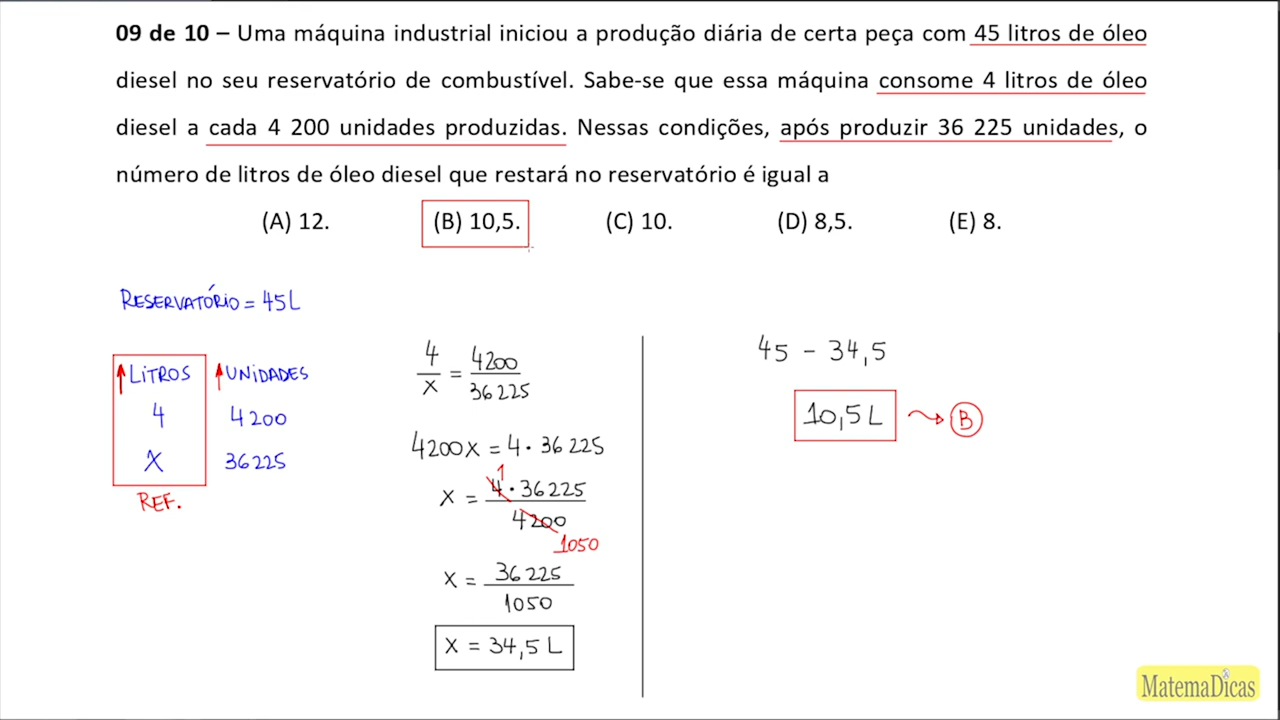 09 de 10 – Uma máquina industrial iniciou a produção diária de certa peça com 45 litros de óleo
diesel no seu reservatório de combustível. Sabe-se que essa máquina consome 4 litros de óleo
diesel a cada 4 200 unidades produzidas. Nessas condições, após produzir 36 225 unidades, o
número de litros de óleo diesel que restará no reservatório é igual a
(A) 12. (B) 10,5. (C) 10. (D) 8,5. (E) 8.
RESERVATÓRIO = 45L
LITROS UNIDADES
4 4200
X 36225
REF.
4/X = 4200/36225
4200X = 4 · 36225
1
X = 4 · 36225/4200
1050
X = 36225/1050
X = 34,5 L
45 - 34,5
10,5 L → B
MatemaDicas